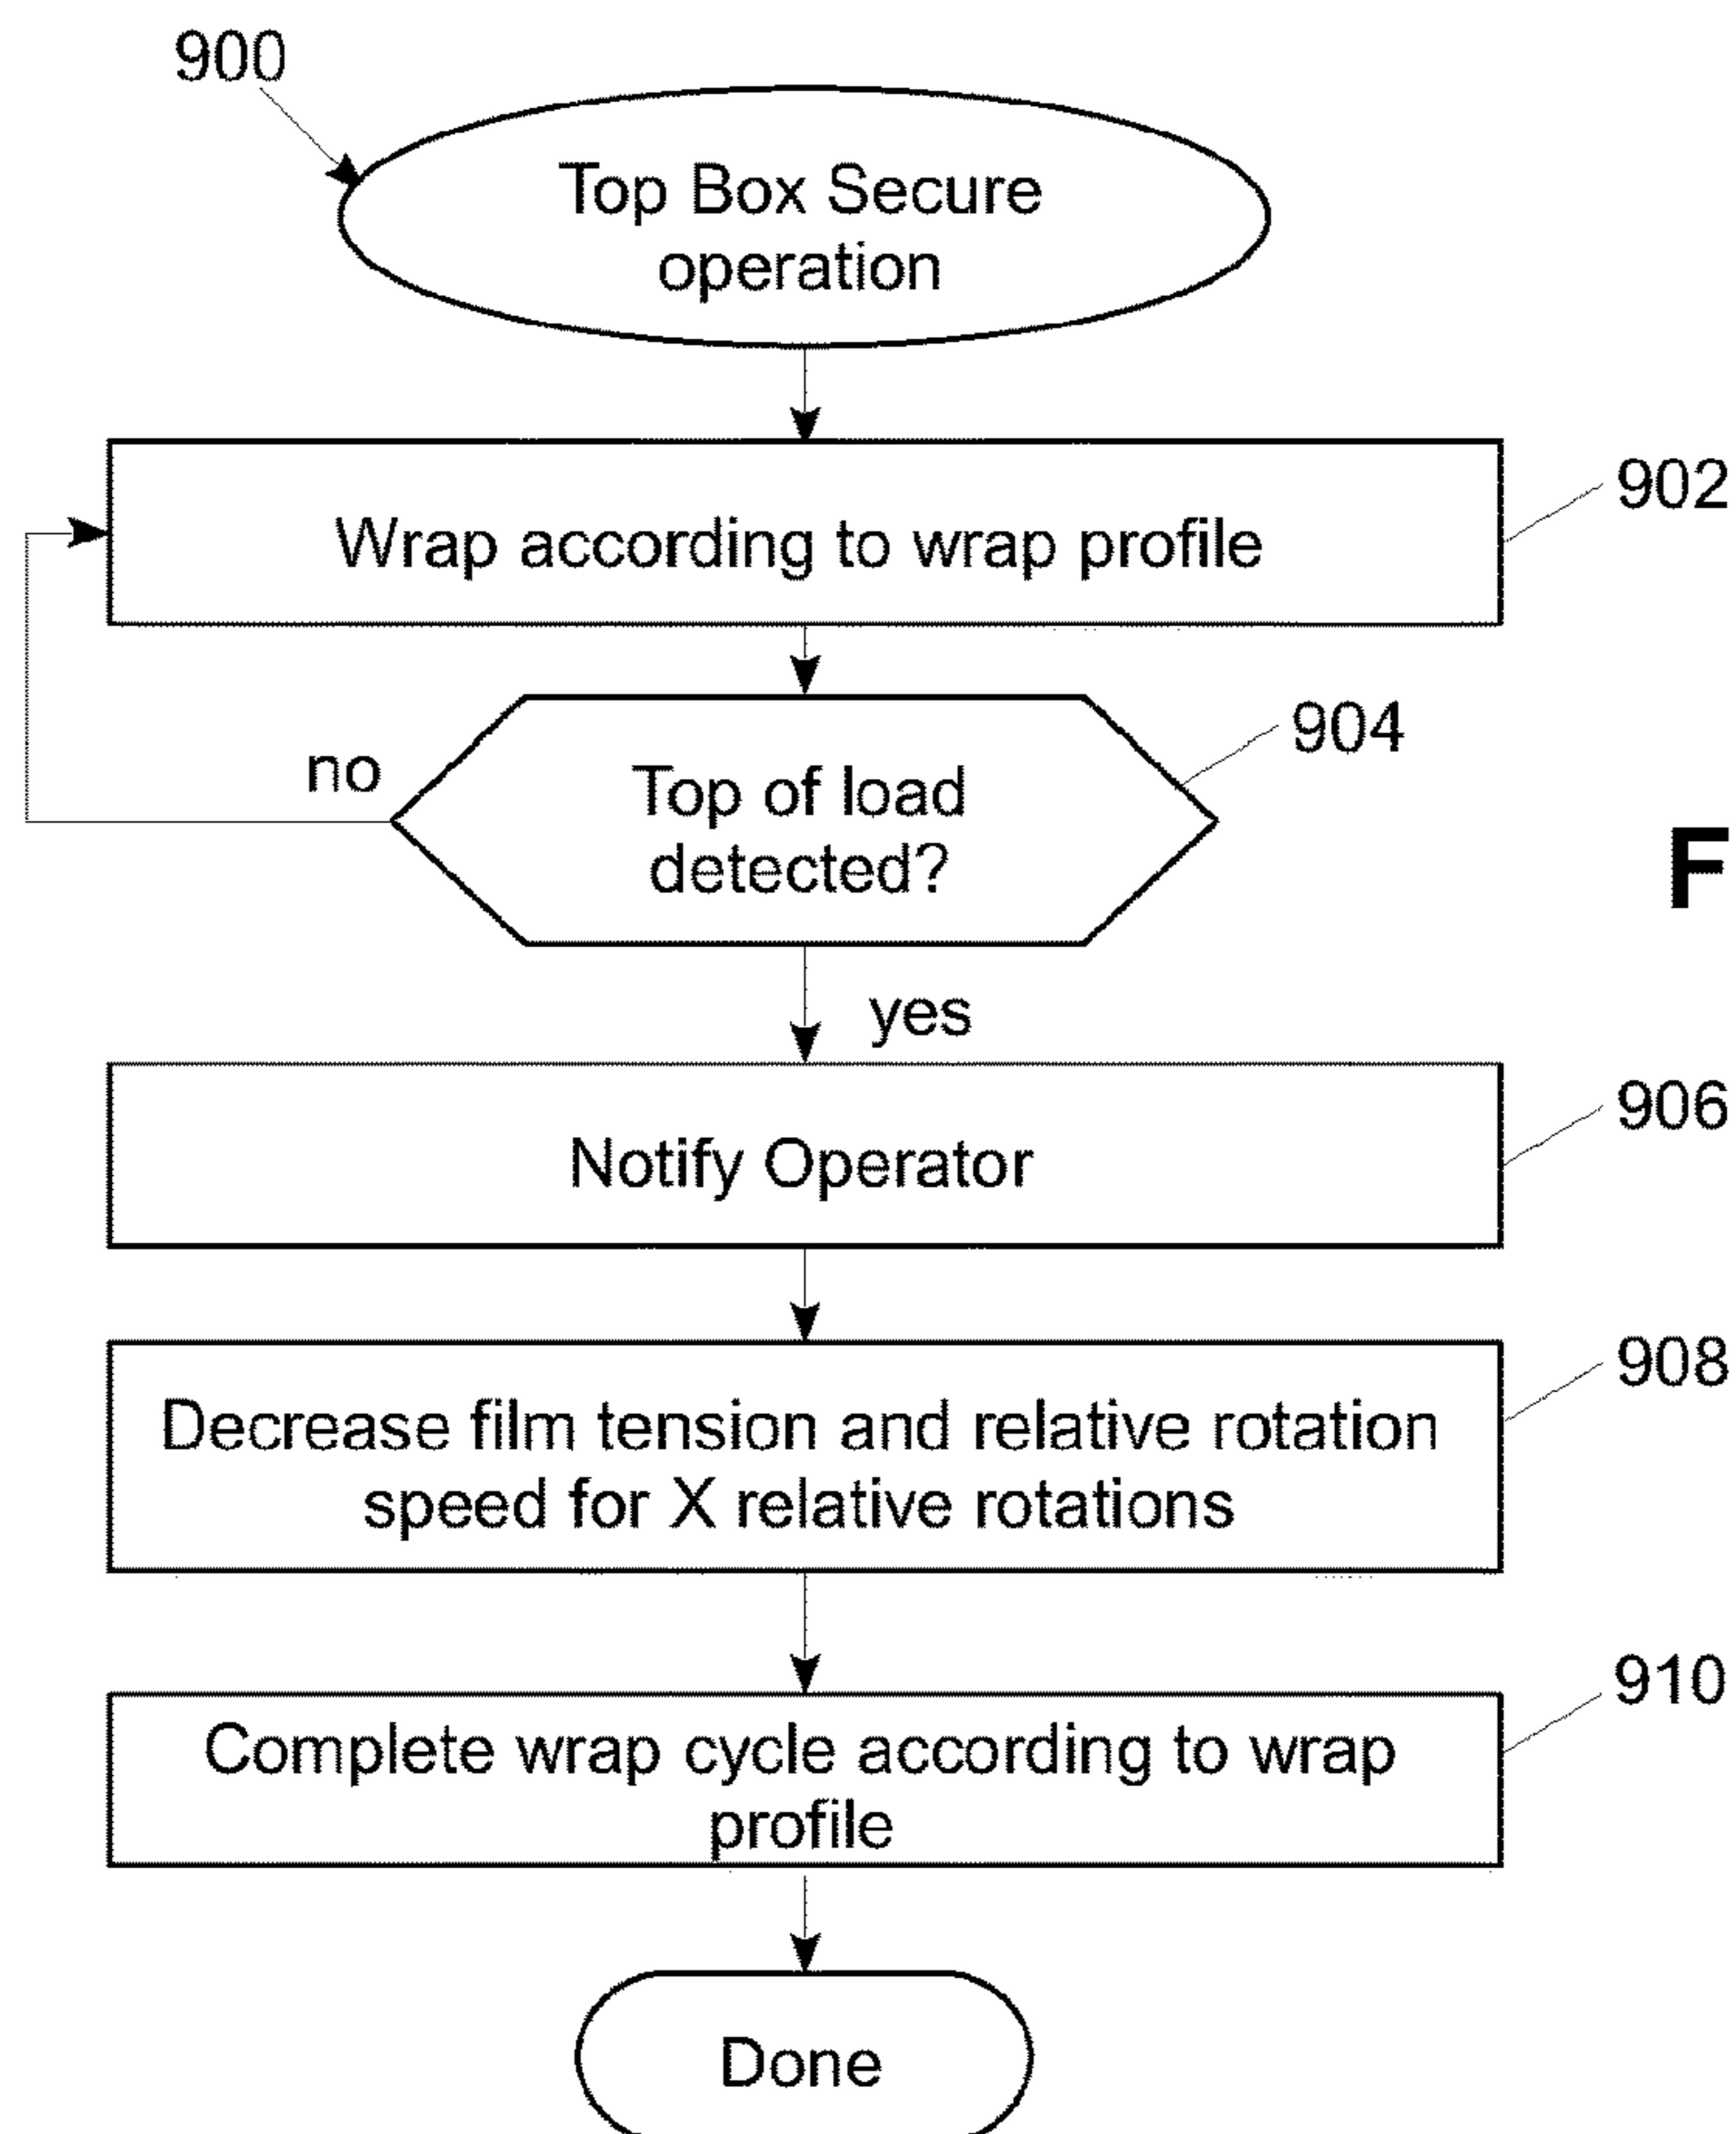 900
Top Box Secure
operation
902
Wrap according to wrap profile
904
no
Top of load
detected?
F
yes
906
Notify Operator
908
Decrease film tension and relative rotation
speed for X relative rotations
910
Complete wrap cycle according to wrap
profile
Done